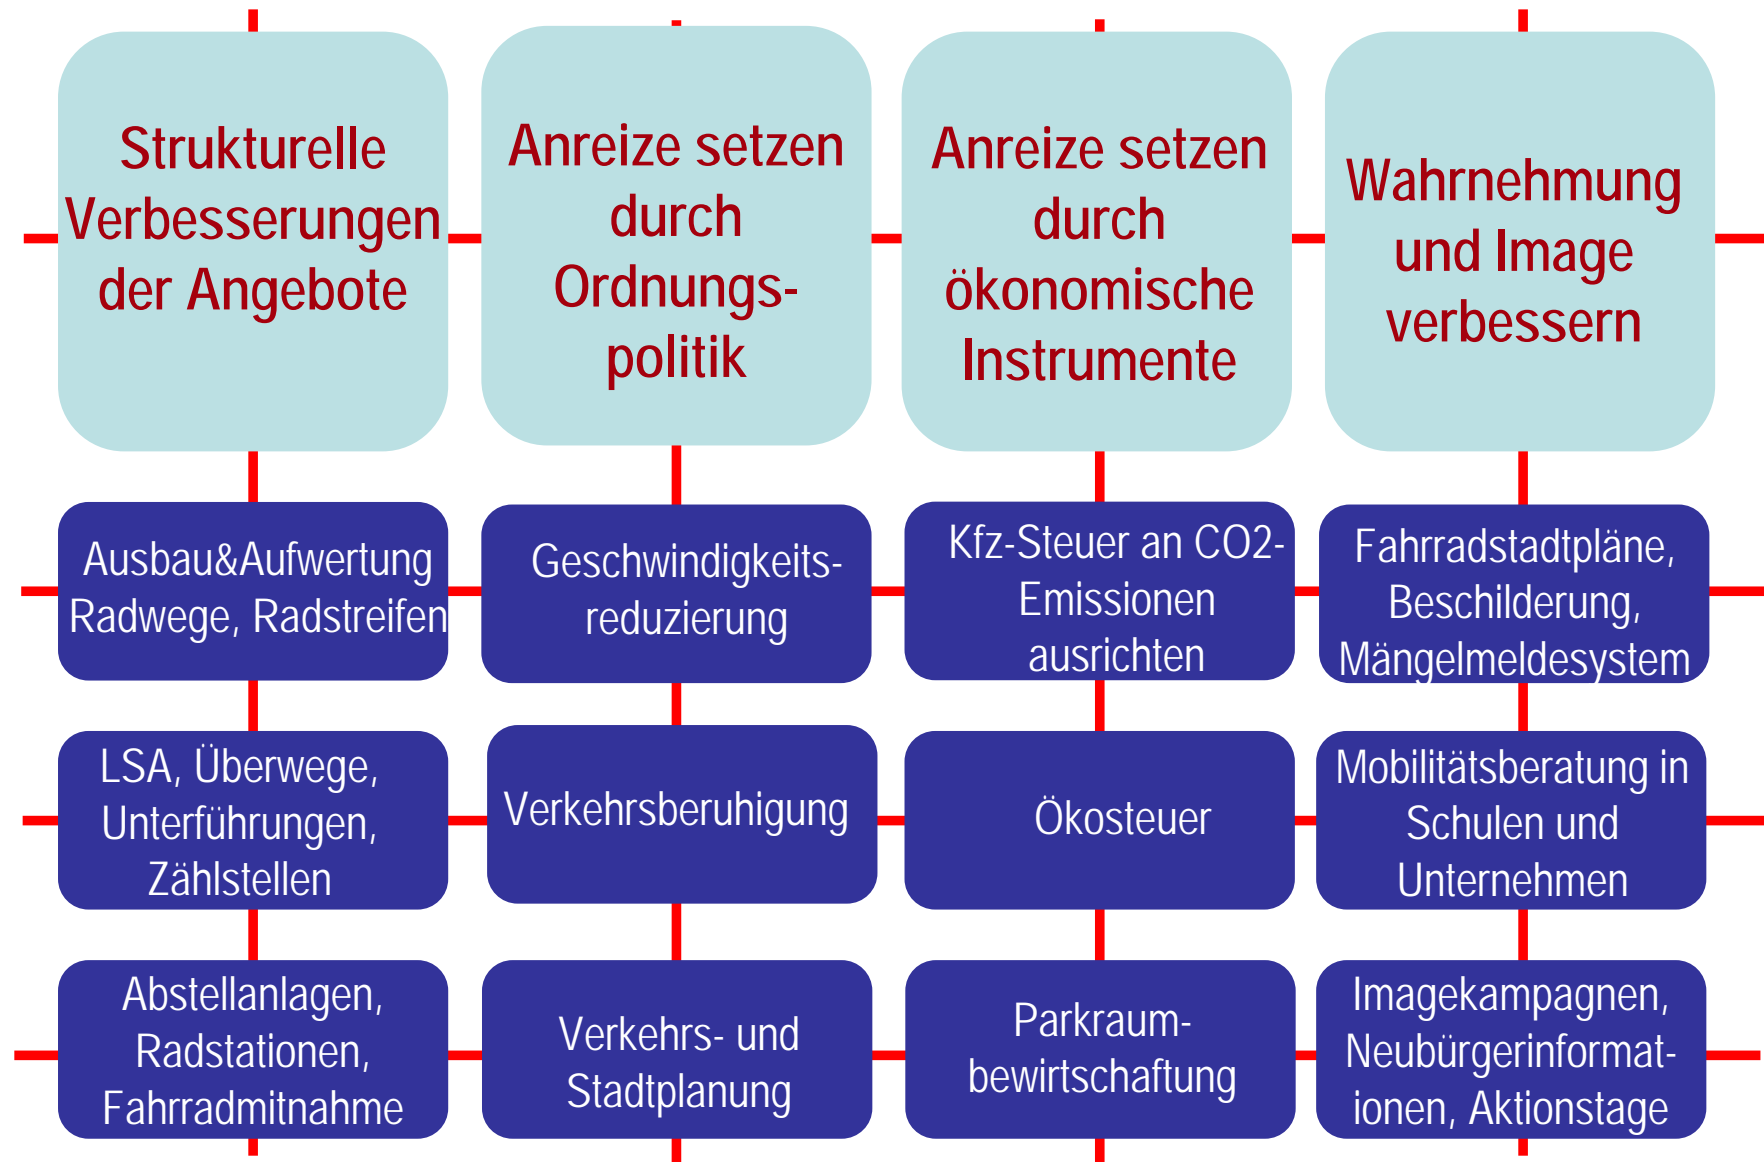 Strukturelle
Verbesserungen
der Angebote
Anreize setzen
durch
Ordnungs-
politik
Anreize setzen
durch
ökonomische
Instrumente
Wahrnehmung
und Image
verbessern
Ausbau&Aufwertung
Radwege, Radstreifen
Geschwindigkeits-
reduzierung
Kfz-Steuer an CO2-
Emissionen
ausrichten
Fahrradstadtpläne,
Beschilderung,
Mängelmeldesystem
LSA, Überwege,
Unterführungen,
Zählstellen
Verkehrsberuhigung
Ökosteuer
Mobilitätsberatung in
Schulen und
Unternehmen
Abstellanlagen,
Radstationen,
Fahrradmitnahme
Verkehrs- und
Stadtplanung
Parkraum-
bewirtschaftung
Imagekampagnen,
Neubürgerinformat-
ionen, Aktionstage